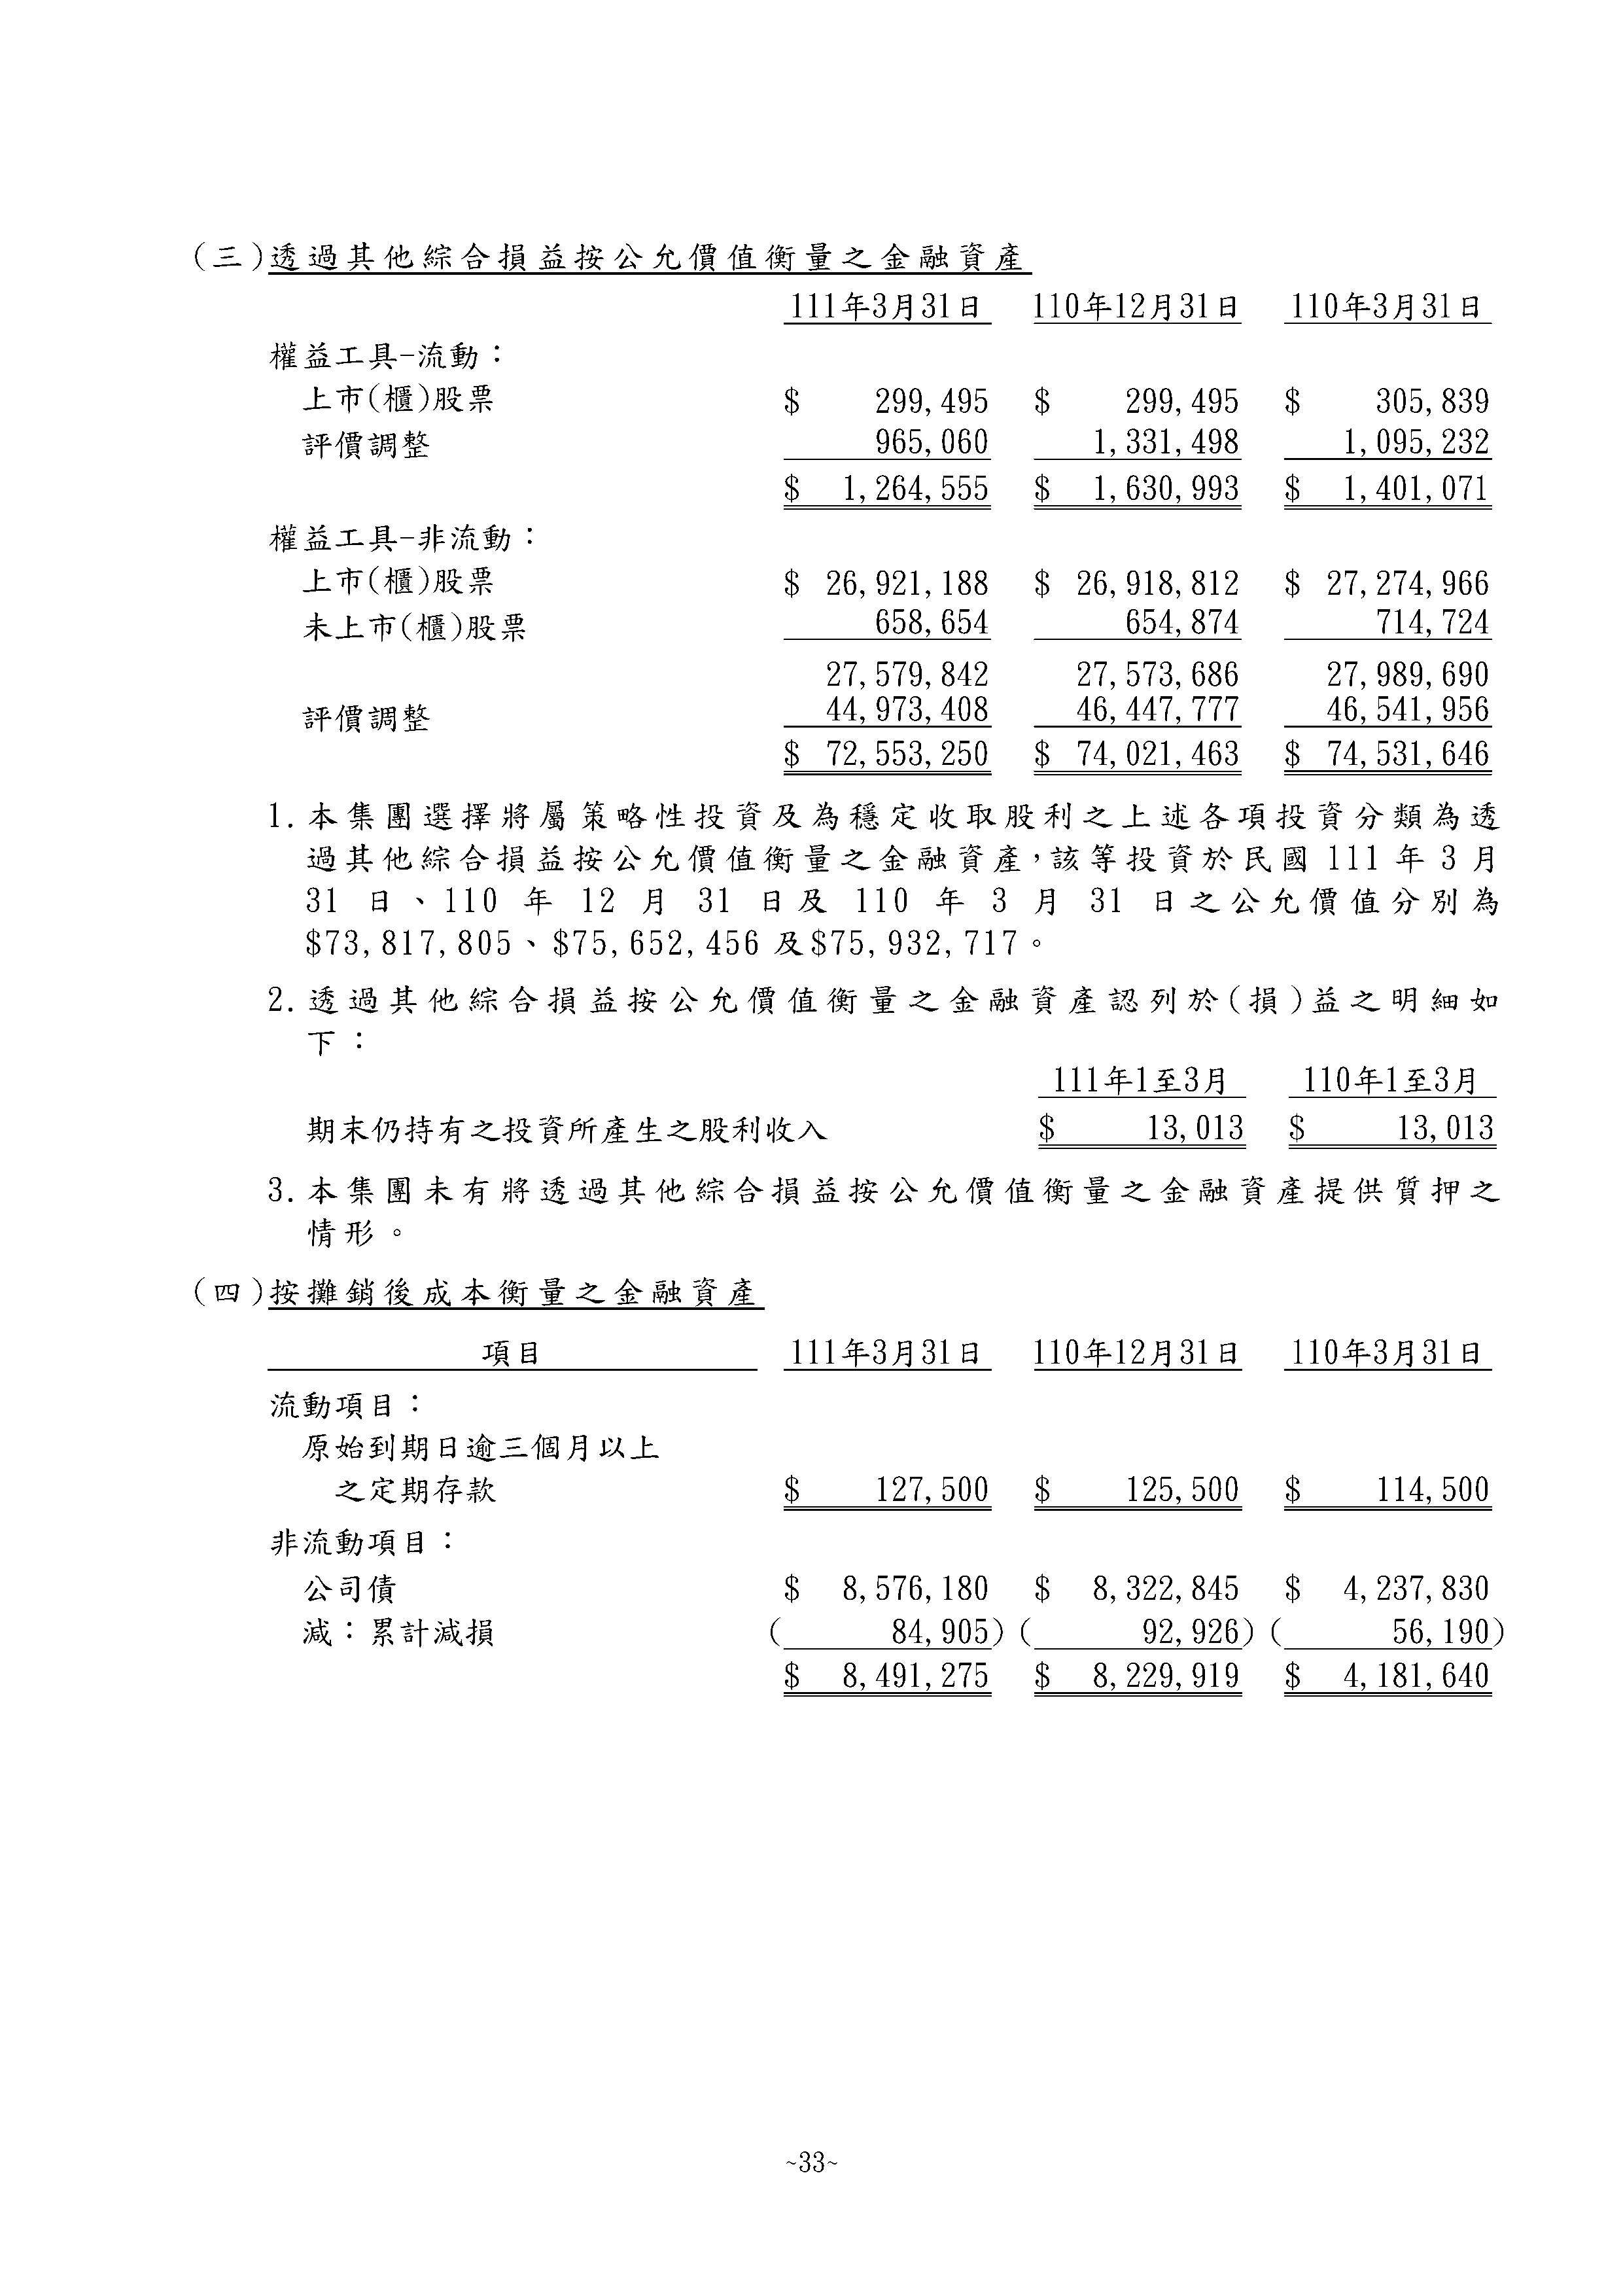 (三)透過其他綜合損益按公允價值衡量之金融資產
111年3月31日 110年12月31日 110年3月31日
權益工具-流動：
上市(櫃)股票 $ 299,495 $ 299,495 $ 305,839
評價調整 965,060 1,331,498 1,095,232
$ 1,264,555 $ 1,630,993 $ 1,401,071
權益工具-非流動：
上市(櫃)股票 $ 26,921,188 $ 26,918,812 $ 27,274,966
未上市(櫃)股票 658,654 654,874 714,724
27,579,842 27,573,686 27,989,690
評價調整 44,973,408 46,447,777 46,541,956
$ 72,553,250 $ 74,021,463 $ 74,531,646
1.本集團選擇將屬策略性投資及為穩定收取股利之上述各項投資分類為透
過其他綜合損益按公允價值衡量之金融資產，該等投資於民國 111 年 3 月
31 日、110 年 12 月 31 日及 110 年 3 月 31 日之公允價值分別為
$73,817,805、$75,652,456 及$75,932,717。
2.透過其他綜合損益按公允價值衡量之金融資產認列於(損)益之明細如
下：
111年1至3月 110年1至3月
期末仍持有之投資所產生之股利收入 $ 13,013 $ 13,013
3.本集團未有將透過其他綜合損益按公允價值衡量之金融資產提供質押之
情形。
(四)按攤銷後成本衡量之金融資產
項目 111年3月31日 110年12月31日 110年3月31日
流動項目：
原始到期日逾三個月以上
之定期存款 $ 127,500 $ 125,500 $ 114,500
非流動項目：
公司債 $ 8,576,180 $ 8,322,845 $ 4,237,830
減：累計減損 ( 84,905) ( 92,926) ( 56,190)
$ 8,491,275 $ 8,229,919 $ 4,181,640
~33~